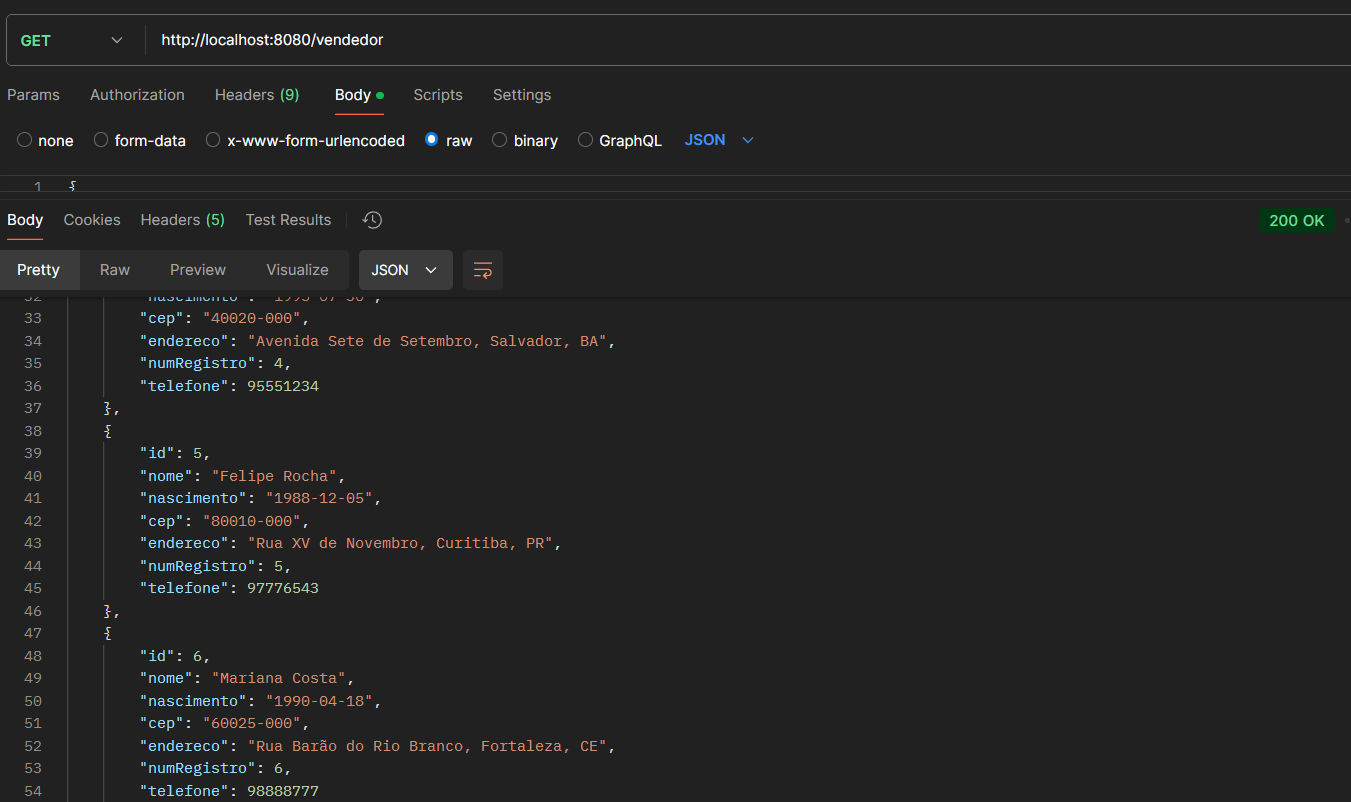 GET http://localhost:8080/vendedor
Params Authorization Headers (9) Body Scripts Settings
none form-data x-www-form-urlencoded raw binary GraphQL JSON
1 {
Body Cookies Headers (5) Test Results 200 OK
Pretty Raw Preview Visualize JSON
32 "nascimento":
33 "cep": "40020-000",
34 "endereco": "Avenida Sete de Setembro, Salvador, BA",
35 "numRegistro": 4,
36 "telefone": 95551234
37 },
38 {
39 "id": 5,
40 "nome": "Felipe Rocha",
41 "nascimento": "1988-12-05",
42 "cep": "80010-000",
43 "endereco": "Rua XV de Novembro, Curitiba, PR",
44 "numRegistro": 5,
45 "telefone": 97776543
46 },
47 {
48 "id": 6,
49 "nome": "Mariana Costa",
50 "nascimento": "1990-04-18",
51 "cep": "60025-000",
52 "endereco": "Rua Barão do Rio Branco, Fortaleza, CE",
53 "numRegistro": 6,
54 "telefone": 98888777